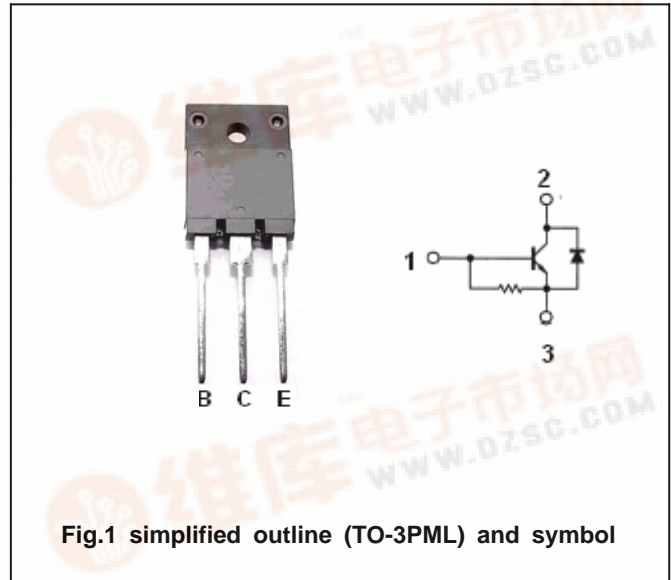 维库电子市场网
WWW.DZSC.COM
2
1
3
B C E
维库电子市场网
WWW.DZSC.COM
Fig.1 simplified outline (TO-3PML) and symbol